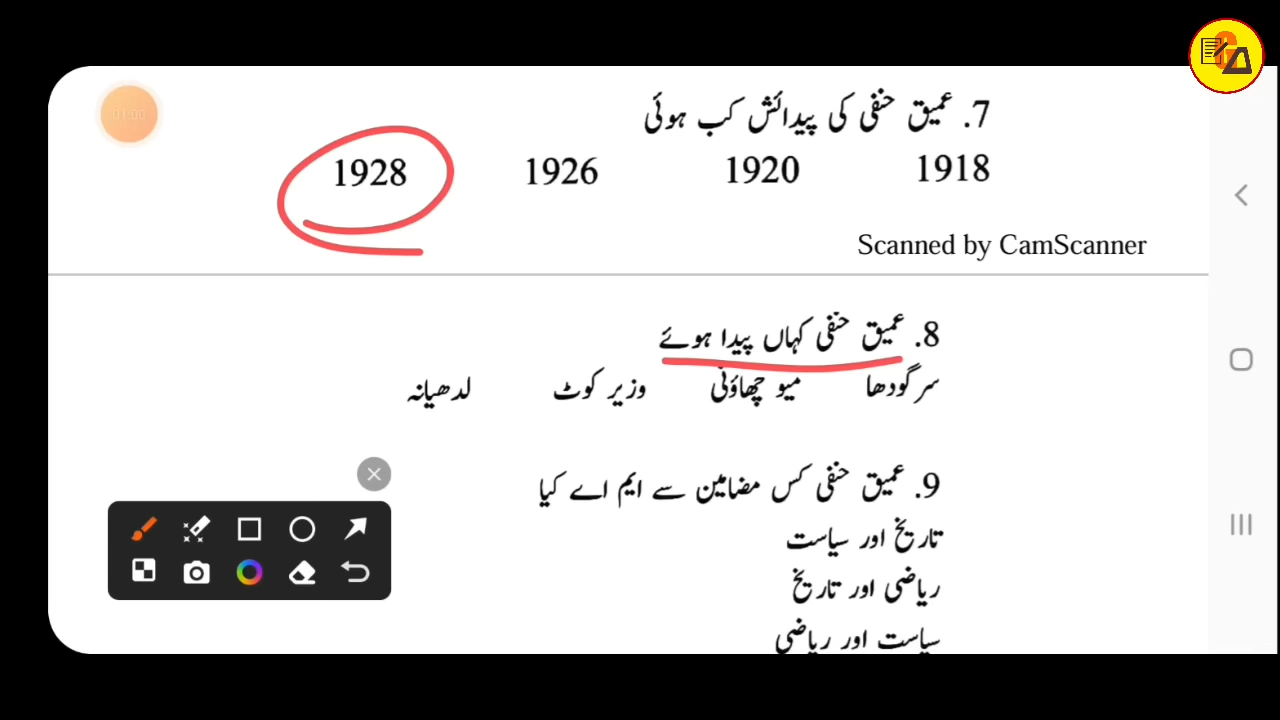 7. عمیق حنفی کی پیدائش کب ہوئی
1918 1920 1926 1928
Scanned by CamScanner
8. عمیق حنفی کہاں پیدا ہوئے
سرگودھا میو چھاؤنی وزیر کوٹ لدھیانہ
9. عمیق حنفی کس مضامین سے ایم اے کیا
تاریخ اور سیاست
ریاضی اور تاریخ
سیاست اور ریاضی